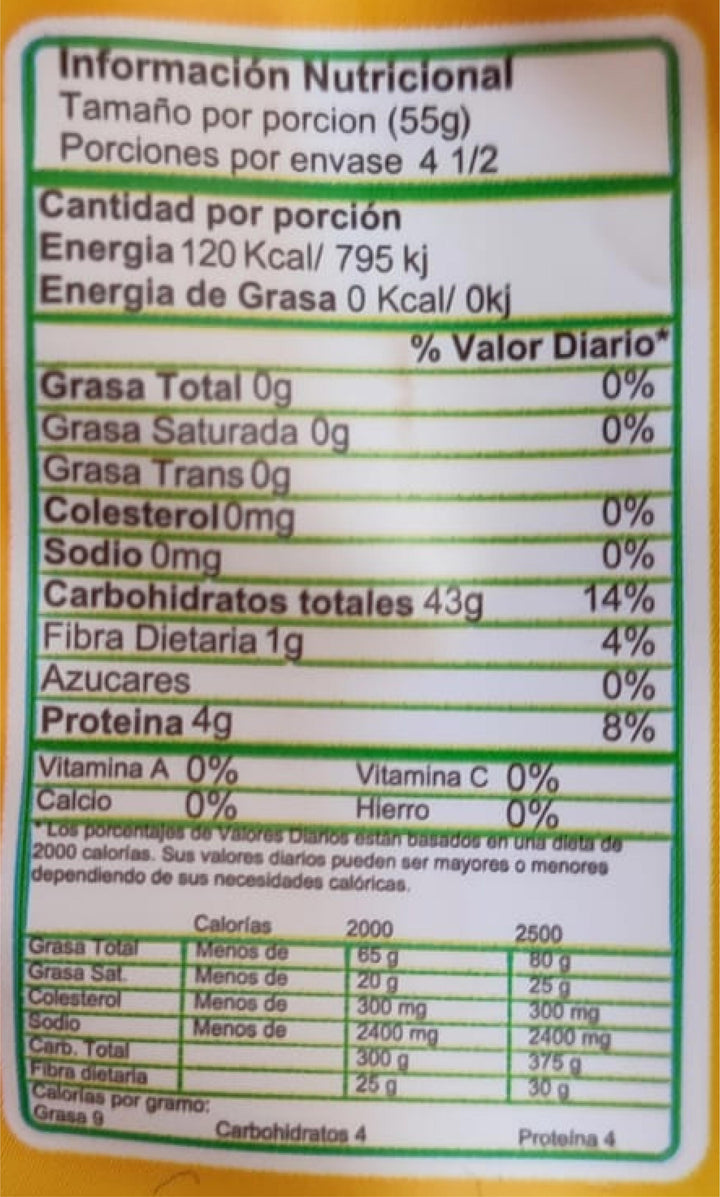 Información Nutricional
Tamaño por porcion (55g)
Porciones por envase 4 1/2
Cantidad por porción
Energia 120 Kcal/ 795 kj
Energia de Grasa 0 Kcal/ 0kj
% Valor Diario*
Grasa Total 0g 0%
Grasa Saturada 0g 0%
Grasa Trans 0g
Colesterol 0mg 0%
Sodio 0mg 0%
Carbohidratos totales 43g 14%
Fibra Dietaria 1g 4%
Azucares 0%
Proteina 4g 8%
Vitamina A 0% Vitamina C 0%
Calcio 0% Hierro 0%
* Los porcentajes de Valores Diarios están basados en una dieta de
2000 calorías. Sus valores diarios pueden ser mayores o menores
dependiendo de sus necesidades calóricas.
Calorías 2000 2500
Grasa Total Menos de 65 g 80 g
Grasa Sat. Menos de 20 g 25 g
Colesterol Menos de 300 mg 300 mg
Sodio Menos de 2400 mg 2400 mg
Carb. Total 300 g 375 g
Fibra dietaria 25 g 30 g
Calorías por gramo:
Grasa 9 Carbohidratos 4 Proteina 4